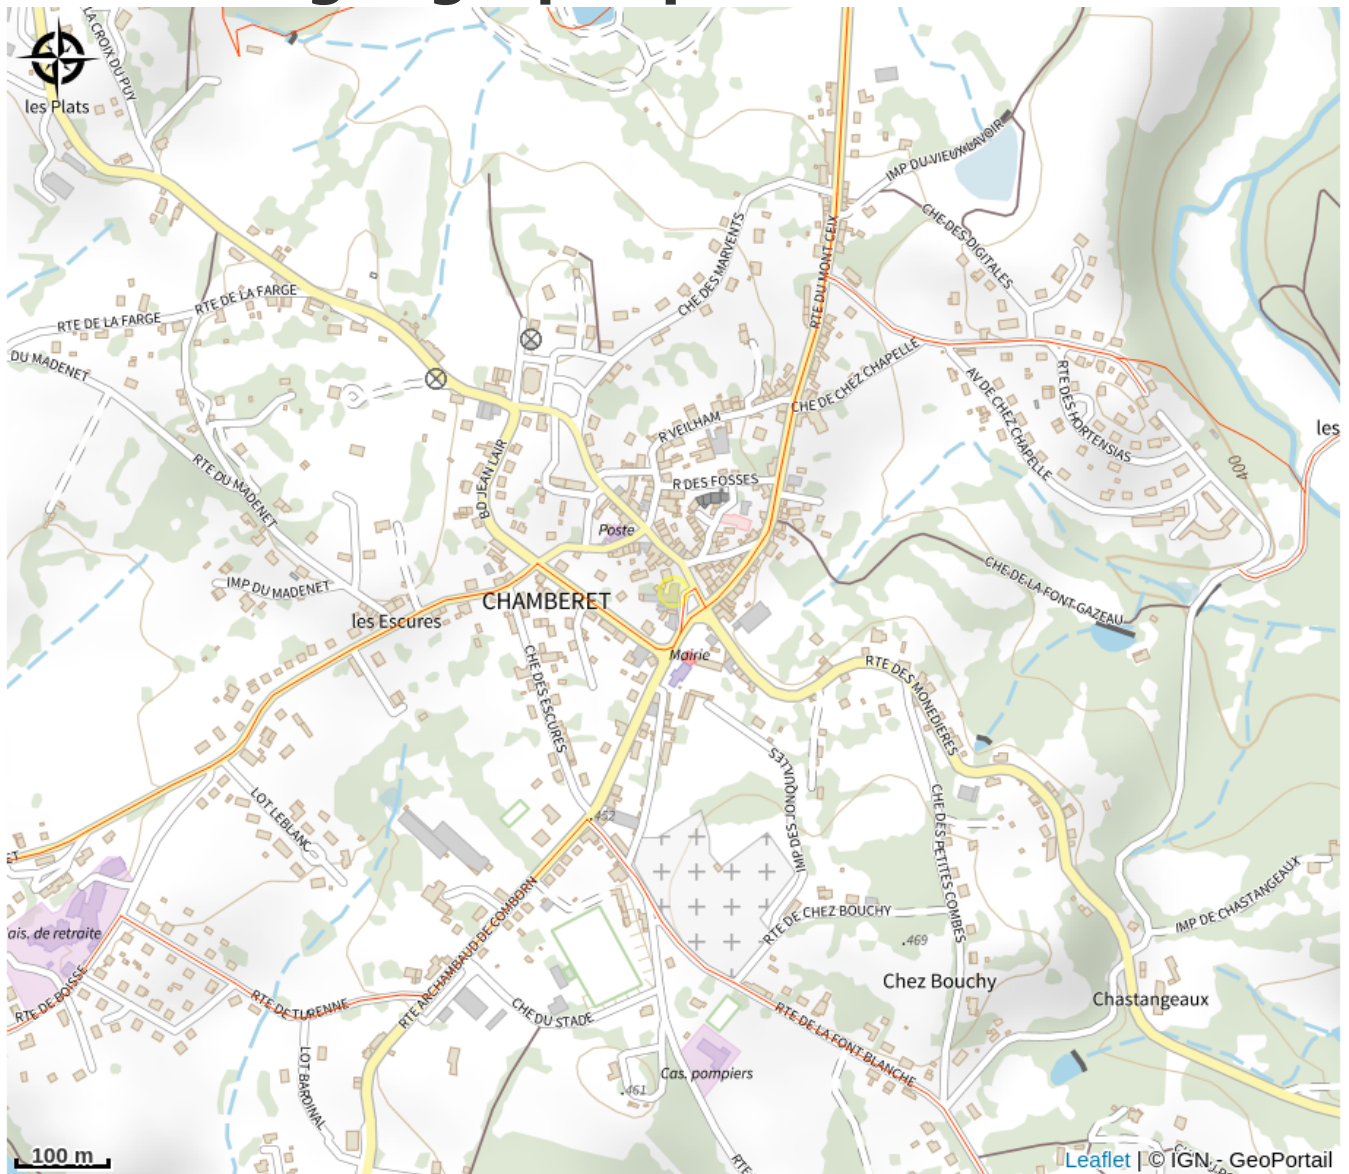 LA CROIX DU PUY
les Plats
IMP DU VIEUX LAVOIR
CHE DES DIGITALES
CHE DES MARVENTS
RTE DU MONT CEIX
RTE DE LA FARGE
RTE DE LA FARGE
DU MADENET
CHE DE CHEZ CHAPELLE
AV DE CHEZ CHAPELLE
RTE DES HORTENSIAS
les
R VEILHAM
BD JEAN LAIR
RTE DU MADENET
R DES FOSSES
400
Poste
IMP DU MADENET
CHAMBERET
les Escures
CHE DE LA FONT GAZEAU
Mairie
RTE DES MONEDIERES
CHE DES ESCURES
IMP DES JONQUILLES
LOT LEBLANC
452
CHE DES PETITES COMBES
ET
IMP DE CHASTANGEAUX
RTE DE CHEZ BOUCHY
ais. de retraite
469
RTE ARCHAMBAUD DE COMBORN
Chez Bouchy
Chastangeaux
RTE DE BOISSE
RTE DE TURENNE
CHE DU STADE
RTE DE LA FONT BLANCHE
LOT BARDINAL
Cas. pompiers
461
RTE
100 m
Leaflet | © IGN - GeoPortail